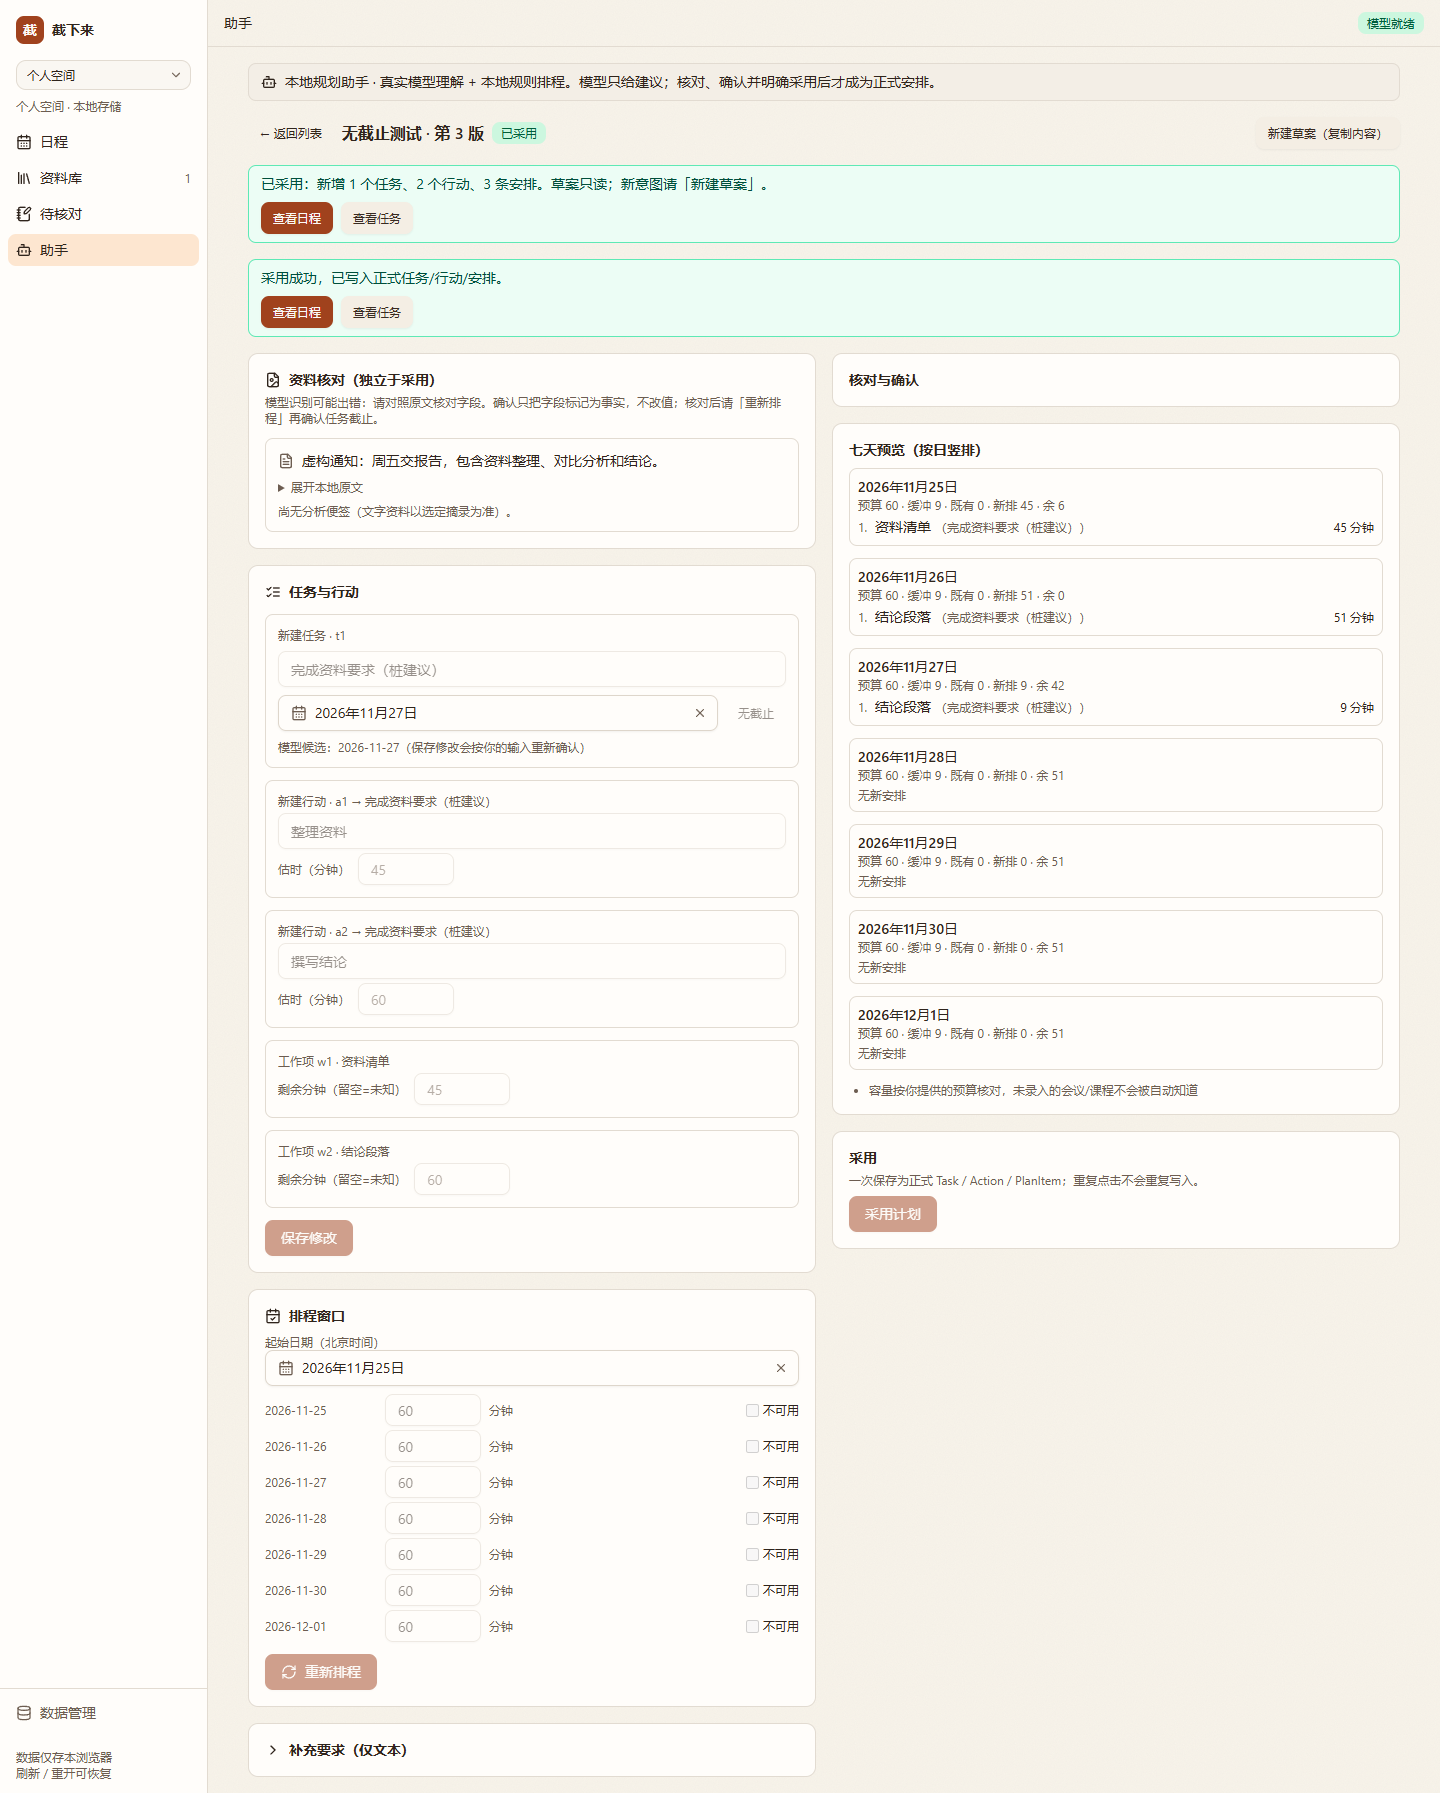 截 截下来
个人空间
个人空间 · 本地存储
日程
资料库 1
待核对
助手
数据管理
数据仅存本浏览器
刷新 / 重开可恢复
助手
模型就绪
本地规划助手 · 真实模型理解 + 本地规则排程。模型只给建议；核对、确认并明确采用后才成为正式安排。
← 返回列表
无截止测试 · 第 3 版
已采用
新建草案（复制内容）
已采用：新增 1 个任务、2 个行动、3 条安排。草案只读；新意图请「新建草案」。
查看日程
查看任务
采用成功，已写入正式任务/行动/安排。
查看日程
查看任务
资料核对（独立于采用）
模型识别可能出错：请对照原文核对字段。确认只把字段标记为事实，不改值；核对后请「重新排
程」再确认任务截止。
虚构通知：周五交报告，包含资料整理、对比分析和结论。
展开本地原文
尚无分析便签（文字资料以选定摘录为准）。
任务与行动
新建任务 · t1
完成资料要求（桩建议）
2026年11月27日
无截止
模型候选：2026-11-27（保存修改会按你的输入重新确认）
新建行动 · a1 → 完成资料要求（桩建议）
整理资料
估时（分钟） 45
新建行动 · a2 → 完成资料要求（桩建议）
撰写结论
估时（分钟） 60
工作项 w1 · 资料清单
剩余分钟（留空=未知） 45
工作项 w2 · 结论段落
剩余分钟（留空=未知） 60
保存修改
排程窗口
起始日期（北京时间）
2026年11月25日
2026-11-25 60 分钟 不可用
2026-11-26 60 分钟 不可用
2026-11-27 60 分钟 不可用
2026-11-28 60 分钟 不可用
2026-11-29 60 分钟 不可用
2026-11-30 60 分钟 不可用
2026-12-01 60 分钟 不可用
重新排程
补充要求（仅文本）
核对与确认
七天预览（按日竖排）
2026年11月25日
预算 60 · 缓冲 9 · 既有 0 · 新排 45 · 余 6
1. 资料清单 （完成资料要求（桩建议）） 45 分钟
2026年11月26日
预算 60 · 缓冲 9 · 既有 0 · 新排 51 · 余 0
1. 结论段落 （完成资料要求（桩建议）） 51 分钟
2026年11月27日
预算 60 · 缓冲 9 · 既有 0 · 新排 9 · 余 42
1. 结论段落 （完成资料要求（桩建议）） 9 分钟
2026年11月28日
预算 60 · 缓冲 9 · 既有 0 · 新排 0 · 余 51
无新安排
2026年11月29日
预算 60 · 缓冲 9 · 既有 0 · 新排 0 · 余 51
无新安排
2026年11月30日
预算 60 · 缓冲 9 · 既有 0 · 新排 0 · 余 51
无新安排
2026年12月1日
预算 60 · 缓冲 9 · 既有 0 · 新排 0 · 余 51
无新安排
• 容量按你提供的预算核对，未录入的会议/课程不会被自动知道
采用
一次保存为正式 Task / Action / PlanItem；重复点击不会重复写入。
采用计划